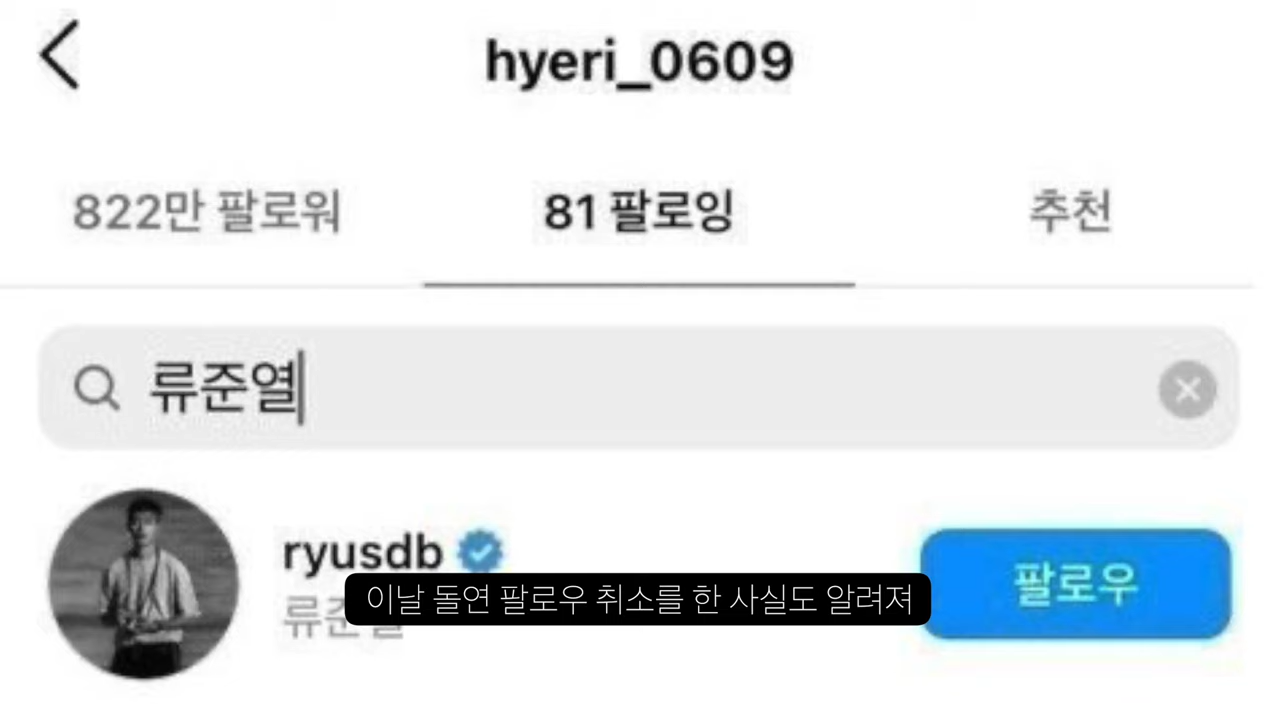 hyeri_0609
822만 팔로워 81 팔로잉 추천
류준열
ryusdb
팔로우
이날 돌연 팔로우 취소를 한 사실도 알려져